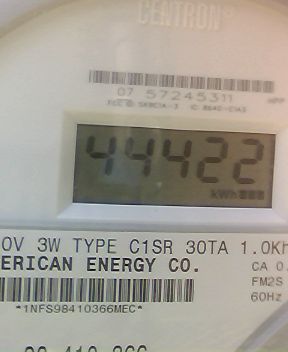 CENTRON®
07 57245311
44422
kWh
0V 3W TYPE C1SR 30TA 1.0Kh
ERICAN ENERGY CO.
CA 0.
FM2S
60Hz
*1NFS98410366MEC*